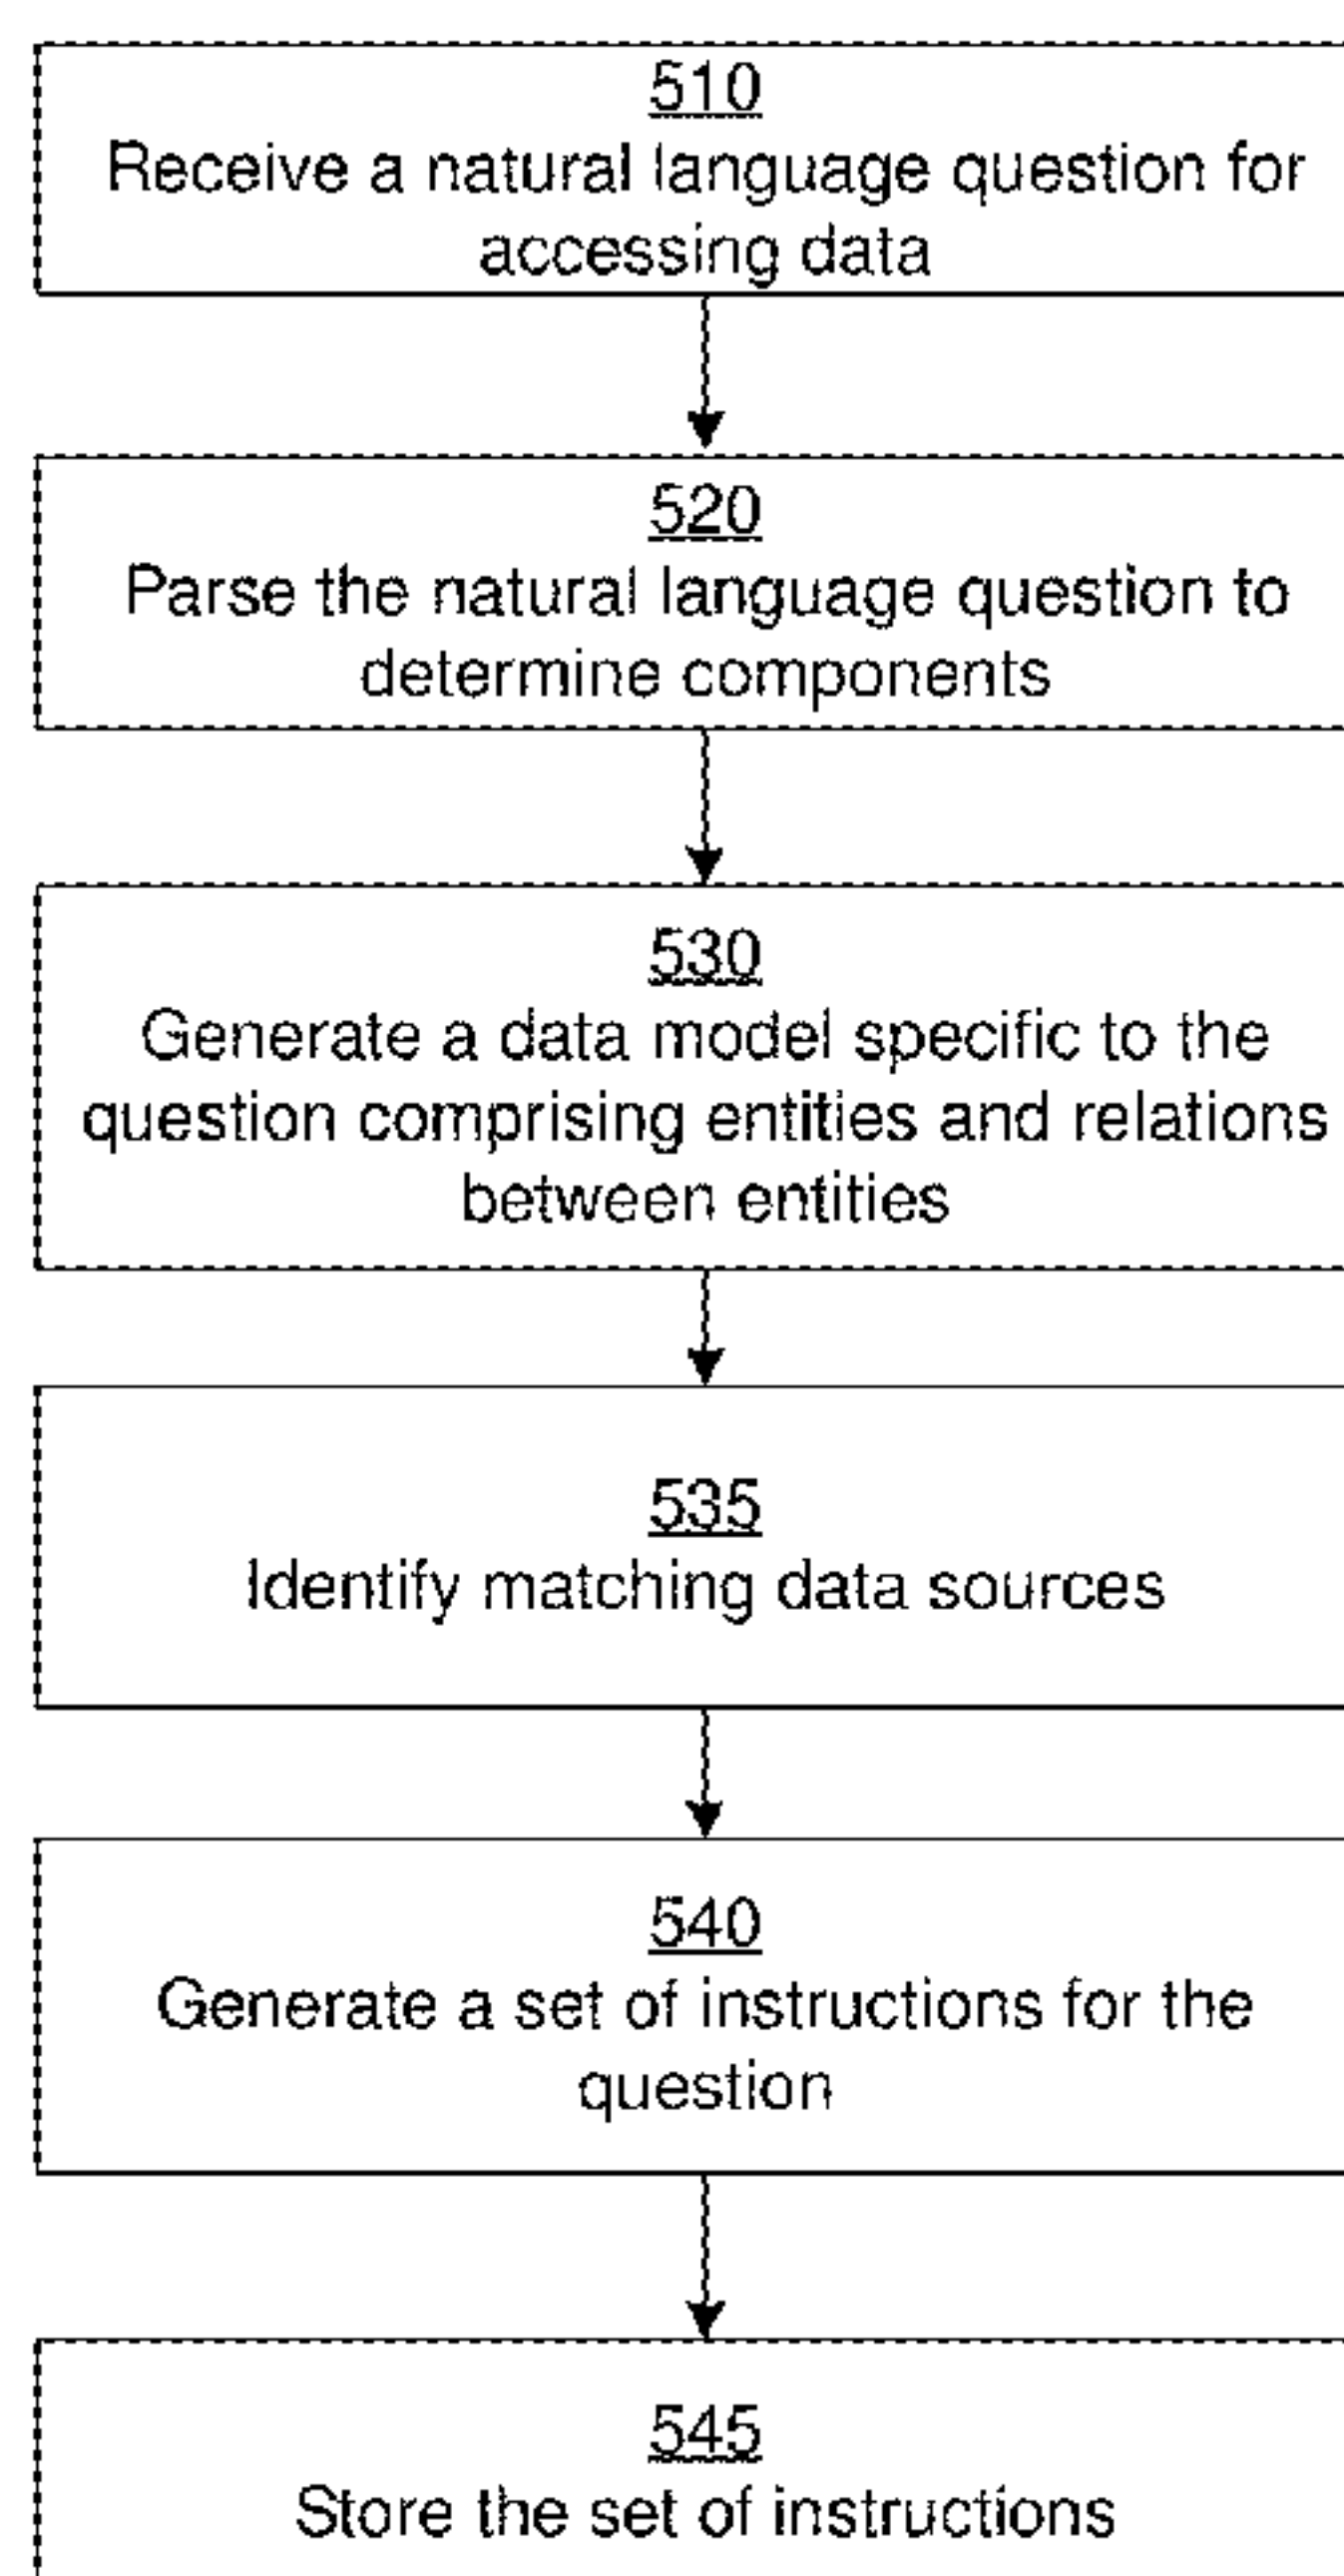 510
Receive a natural language question for
accessing data
520
Parse the natural language question to
determine components
530
Generate a data model specific to the
question comprising entities and relations
between entities
535
Identify matching data sources
540
Generate a set of instructions for the
question
545
Store the set of instructions